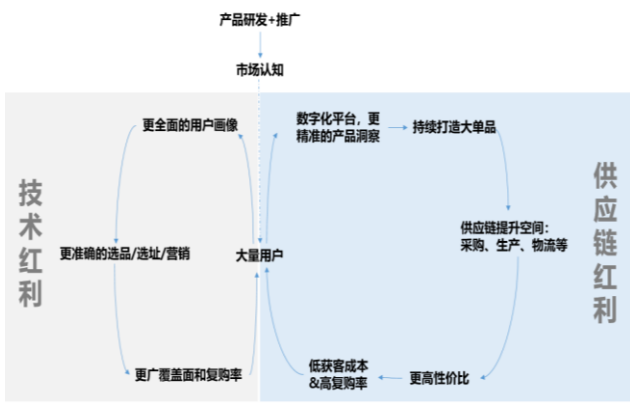 产品研发+推广
市场认知
技术红利
更全面的用户画像
更准确的选品/选址/营销
更广覆盖面和复购率
大量用户
数字化平台，更
精准的产品洞察
持续打造大单品
供应链提升空间：
采购、生产、物流等
更高性价比
低获客成本
&高复购率
供应链红利